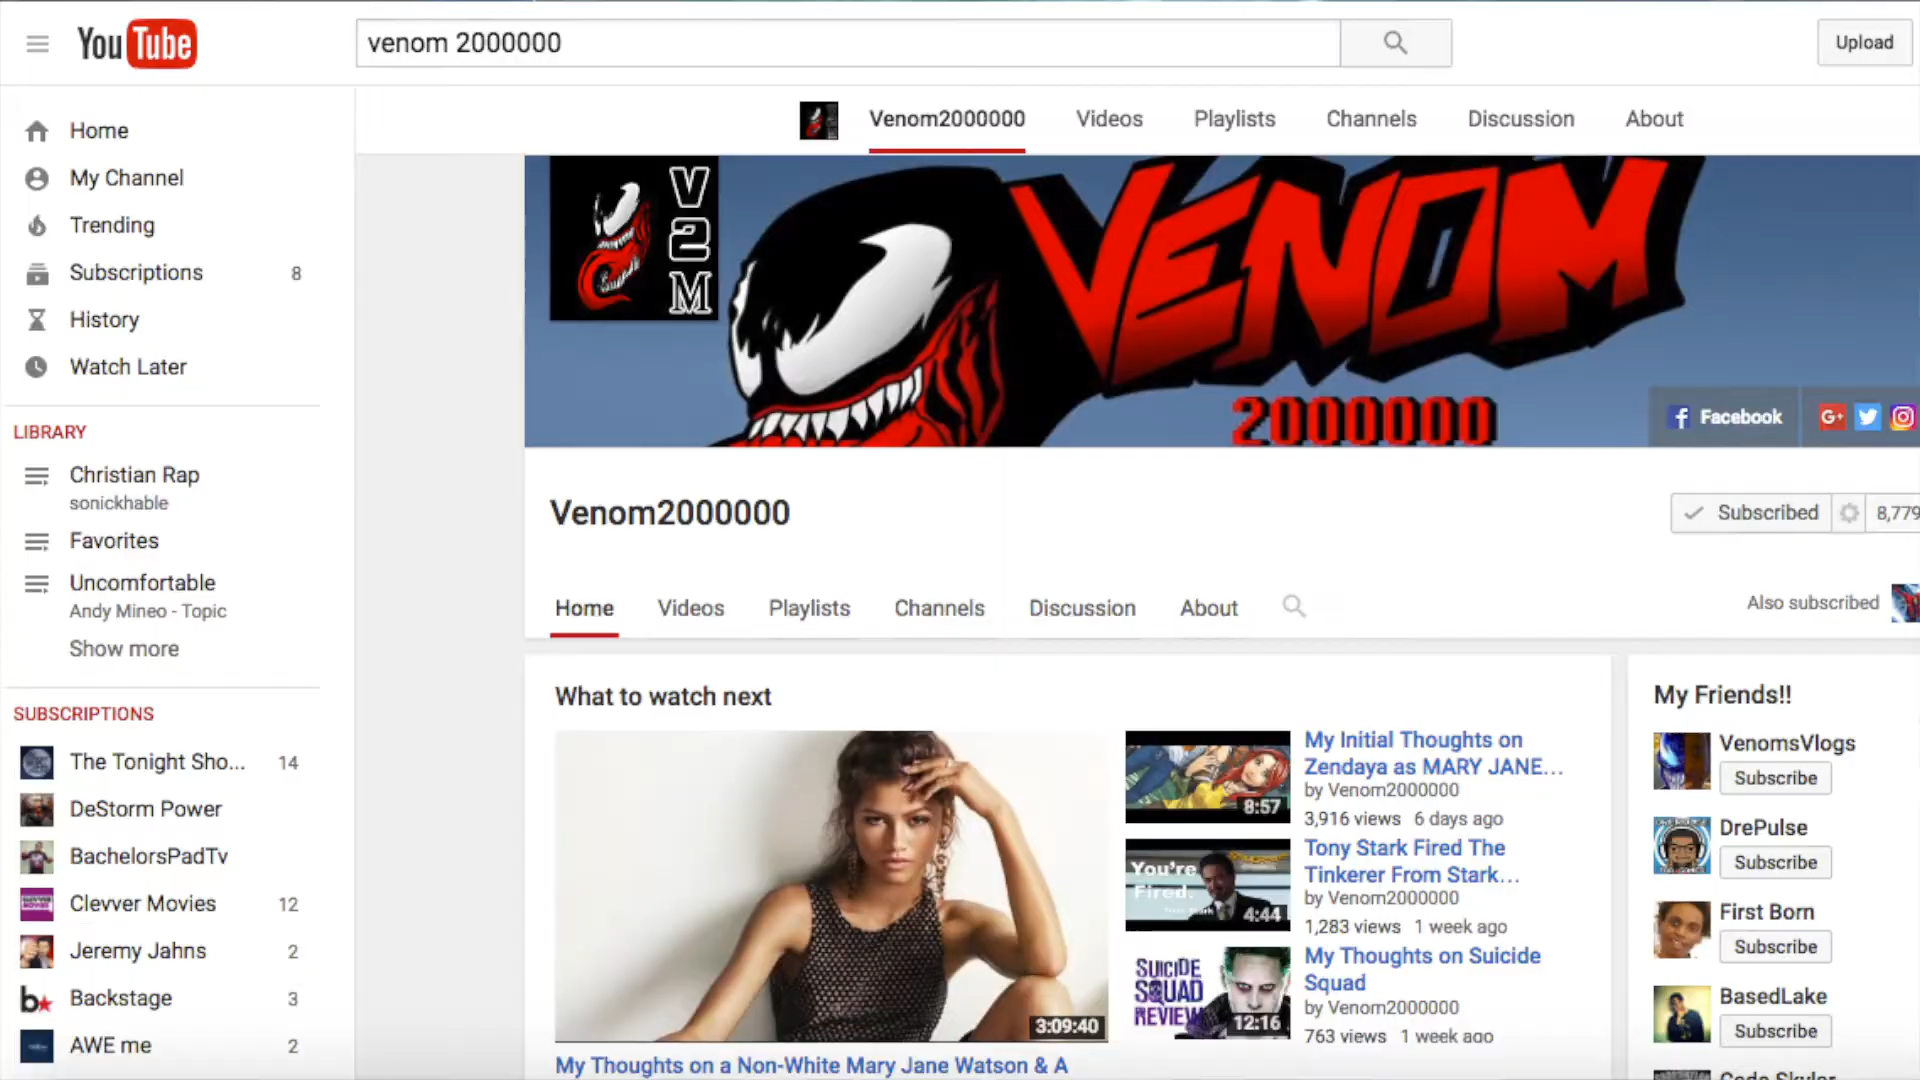 YouTube
venom 2000000
Upload
Venom2000000
Videos
Playlists
Channels
Discussion
About
Home
My Channel
Trending
Subscriptions 8
History
Watch Later
LIBRARY
Christian Rap
sonickhable
Favorites
Uncomfortable
Andy Mineo - Topic
Show more
SUBSCRIPTIONS
The Tonight Sho... 14
DeStorm Power
BachelorsPadTv
Clevver Movies 12
Jeremy Jahns 2
Backstage 3
AWE me 2
V
2
M
VENOM
2000000
Facebook
Venom2000000
Subscribed 8,779
Home Videos Playlists Channels Discussion About
Also subscribed
What to watch next
3:09:40
My Thoughts on a Non-White Mary Jane Watson & A
8:57
My Initial Thoughts on
Zendaya as MARY JANE...
by Venom2000000
3,916 views 6 days ago
You're
Fired.
4:44
Tony Stark Fired The
Tinkerer From Stark...
by Venom2000000
1,283 views 1 week ago
SUICIDE
SQUAD
REVIEW
12:16
My Thoughts on Suicide
Squad
by Venom2000000
763 views 1 week ago
My Friends!!
VenomsVlogs
Subscribe
DrePulse
Subscribe
First Born
Subscribe
BasedLake
Subscribe